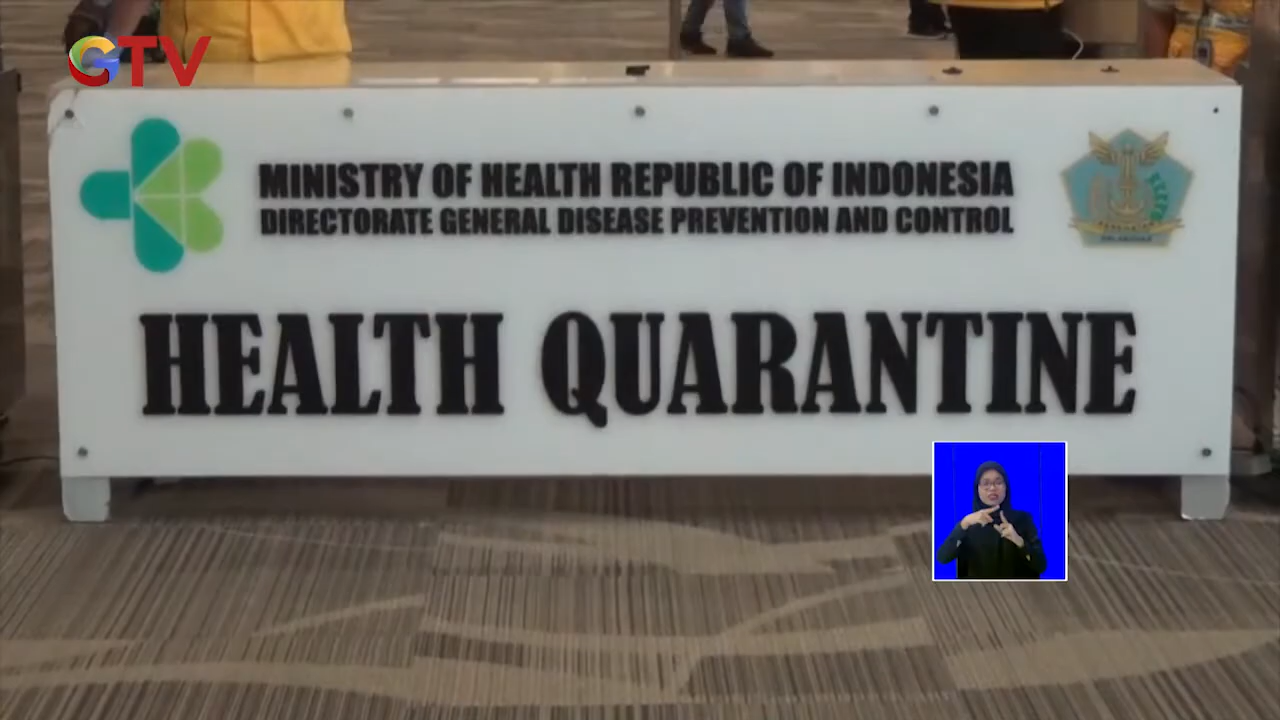 GTV
MINISTRY OF HEALTH REPUBLIC OF INDONESIA
DIRECTORATE GENERAL DISEASE PREVENTION AND CONTROL
HEALTH QUARANTINE